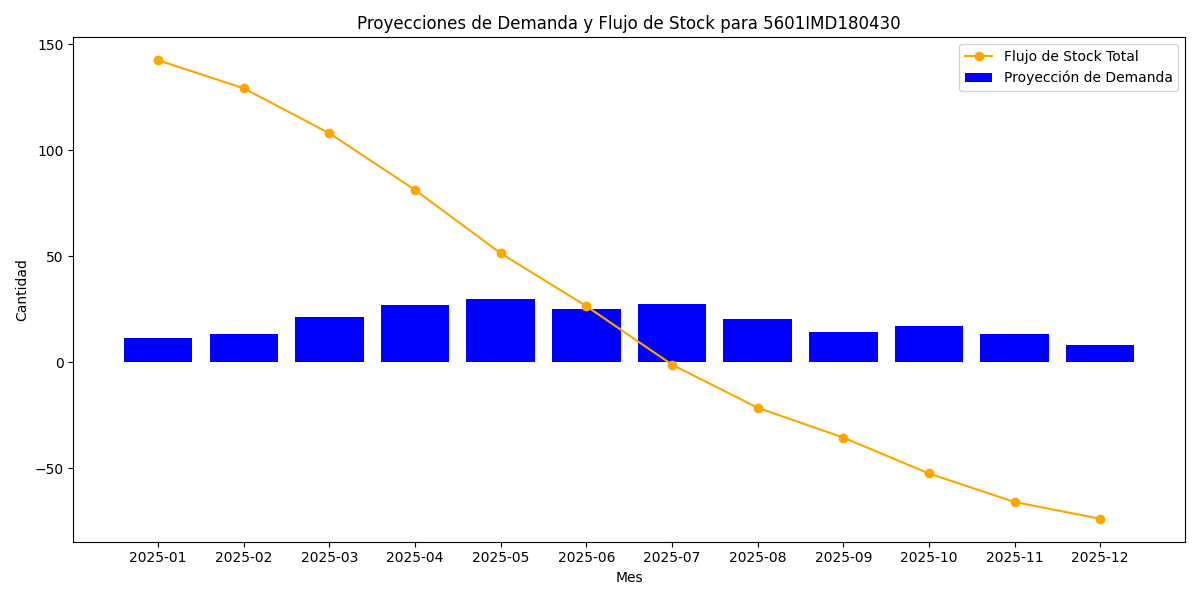 Proyecciones de Demanda y Flujo de Stock para 5601IMD180430
Flujo de Stock Total
Proyección de Demanda
Cantidad
150
100
50
0
−50
2025-01 2025-02 2025-03 2025-04 2025-05 2025-06 2025-07 2025-08 2025-09 2025-10 2025-11 2025-12
Mes